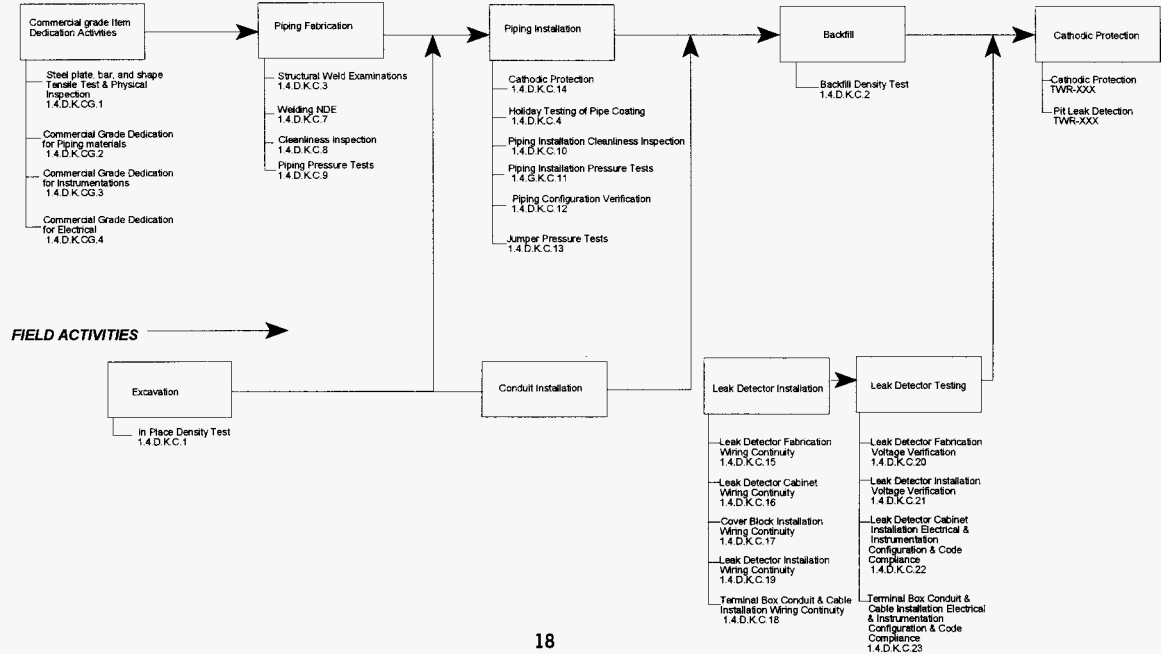 Commercial grade Item
Dedication Activities
Steel plate, bar, and shape
Tensile Test & Physical
Inspection
1.4.D.K.CG.1
Commercial Grade Dedication
for Piping materials
1.4.D.K.CG.2
Commercial Grade Dedication
for Instrumentations
1.4.D.K.CG.3
Commercial Grade Dedication
for Electrical
1.4.D.K.CG.4
Piping Fabrication
Structural Weld Examinations
1.4.D.K.C.3
Welding NDE
1.4.D.K.C.7
Cleanliness Inspection
1.4.D.K.C.8
Piping Pressure Tests
1.4.D.K.C.9
Piping Installation
Cathodic Protection
1.4.D.K.C.14
Holiday Testing of Pipe Coating
1.4.D.K.C.4
Piping Installation Cleanliness Inspection
1.4.D.K.C.10
Piping Installation Pressure Tests
1.4.G.K.C.11
Piping Configuration Verification
1.4.D.K.C.12
Jumper Pressure Tests
1.4.D.K.C.13
Backfill
Backfill Density Test
1.4.D.K.C.2
Cathodic Protection
Cathodic Protection
TWR-XXX
Pit Leak Detection
TWR-XXX
FIELD ACTIVITIES
Excavation
In Place Density Test
1.4.D.K.C.1
Conduit Installation
Leak Detector Installation
Leak Detector Fabrication
Wiring Continuity
1.4.D.K.C.15
Leak Detector Cabinet
Wiring Continuity
1.4.D.K.C.16
Cover Block Installation
Wiring Continuity
1.4.D.K.C.17
Leak Detector Installation
Wiring Continuity
1.4.D.K.C.19
Terminal Box Conduit & Cable
Installation Wiring Continuity
1.4.D.K.C.18
Leak Detector Testing
Leak Detector Fabrication
Voltage Verification
1.4.D.K.C.20
Leak Detector Installation
Voltage Verification
1.4.D.K.C.21
Leak Detector Cabinet
Installation Electrical &
Instrumentation
Configuration & Code
Compliance
1.4.D.K.C.22
Terminal Box Conduit &
Cable Installation Electrical
& Instrumentation
Configuration & Code
Compliance
1.4.D.K.C.23
18